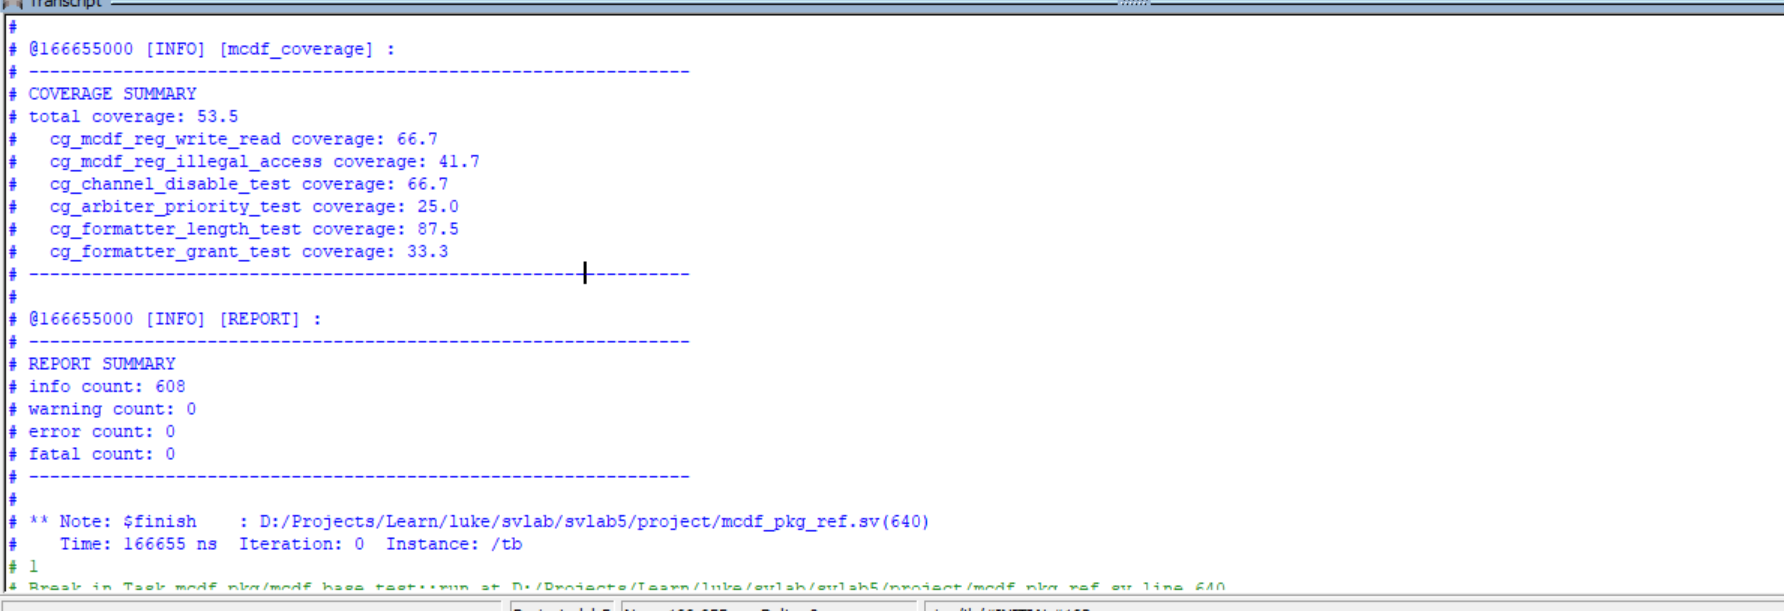 Transcript
#
# @166655000 [INFO] [mcdf_coverage] :
# ---------------------------------------------------------------
# COVERAGE SUMMARY
# total coverage: 53.5
#   cg_mcdf_reg_write_read coverage: 66.7
#   cg_mcdf_reg_illegal_access coverage: 41.7
#   cg_channel_disable_test coverage: 66.7
#   cg_arbiter_priority_test coverage: 25.0
#   cg_formatter_length_test coverage: 87.5
#   cg_formatter_grant_test coverage: 33.3
# ---------------------------------------------------------------
#
# @166655000 [INFO] [REPORT] :
# ---------------------------------------------------------------
# REPORT SUMMARY
# info count: 608
# warning count: 0
# error count: 0
# fatal count: 0
# ---------------------------------------------------------------
#
# ** Note: $finish    : D:/Projects/Learn/luke/svlab/svlab5/project/mcdf_pkg_ref.sv(640)
#    Time: 166655 ns  Iteration: 0  Instance: /tb
# 1
# Break in Task mcdf_pkg/mcdf_base_test::run at D:/Projects/Learn/luke/svlab/svlab5/project/mcdf_pkg_ref.sv line 640